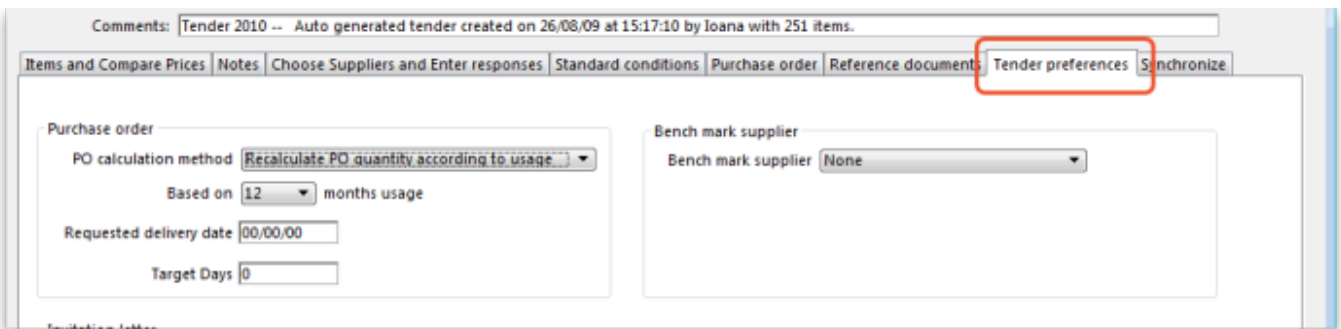 Comments: Tender 2010 -- Auto generated tender created on 26/08/09 at 15:17:10 by Ioana with 251 items.
Items and Compare Prices Notes Choose Suppliers and Enter responses Standard conditions Purchase order Reference documents Tender preferences Synchronize
Purchase order
PO calculation method Recalculate PO quantity according to usage
Based on 12 months usage
Requested delivery date 00/00/00
Target Days 0
Bench mark supplier
Bench mark supplier None